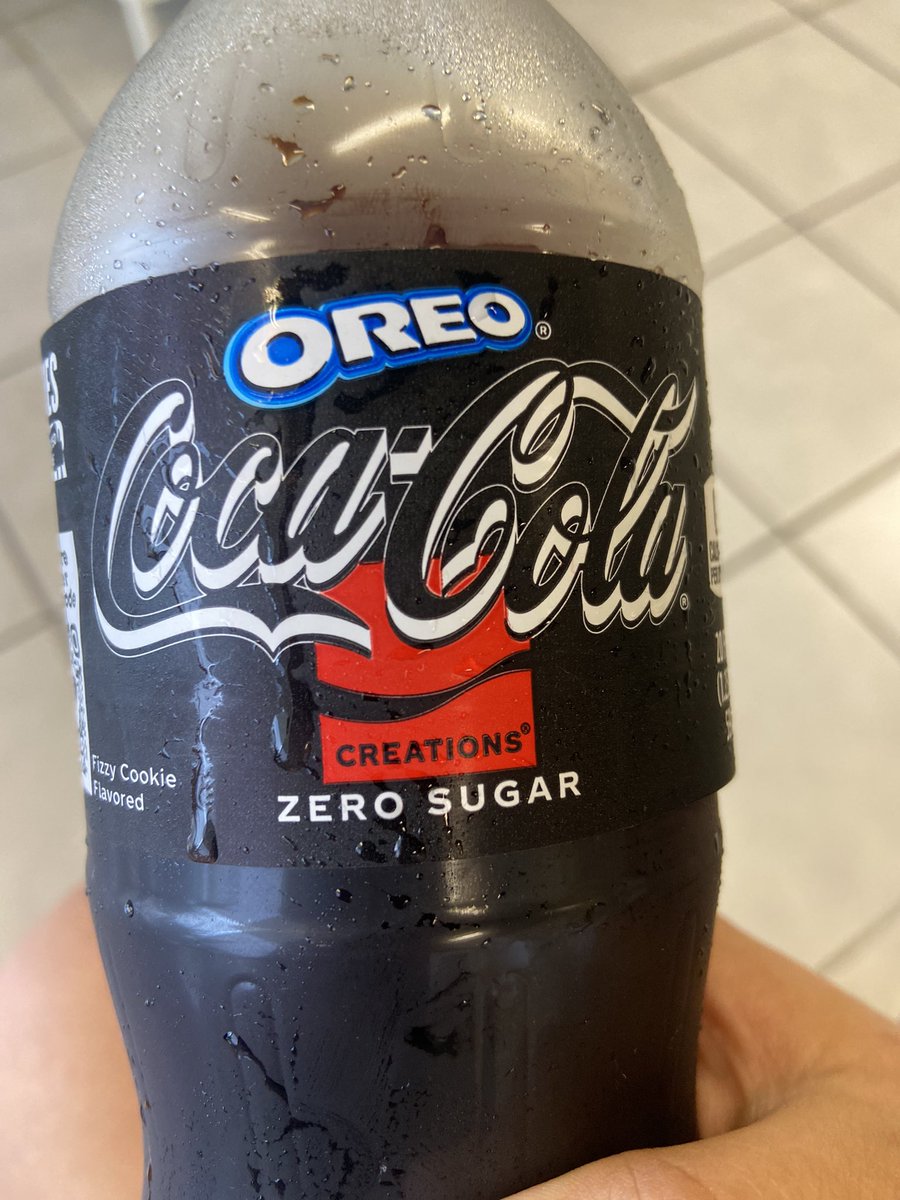 OREO®
Coca-Cola®
CREATIONS®
ZERO SUGAR
Fizzy Cookie
Flavored